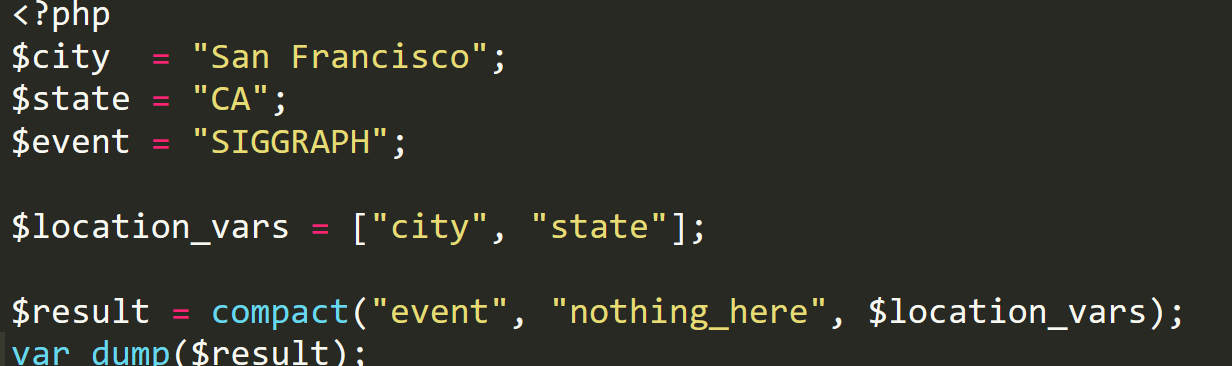 <?php
$city  = "San Francisco";
$state = "CA";
$event = "SIGGRAPH";
$location_vars = ["city", "state"];
$result = compact("event", "nothing_here", $location_vars);
var_dump($result);